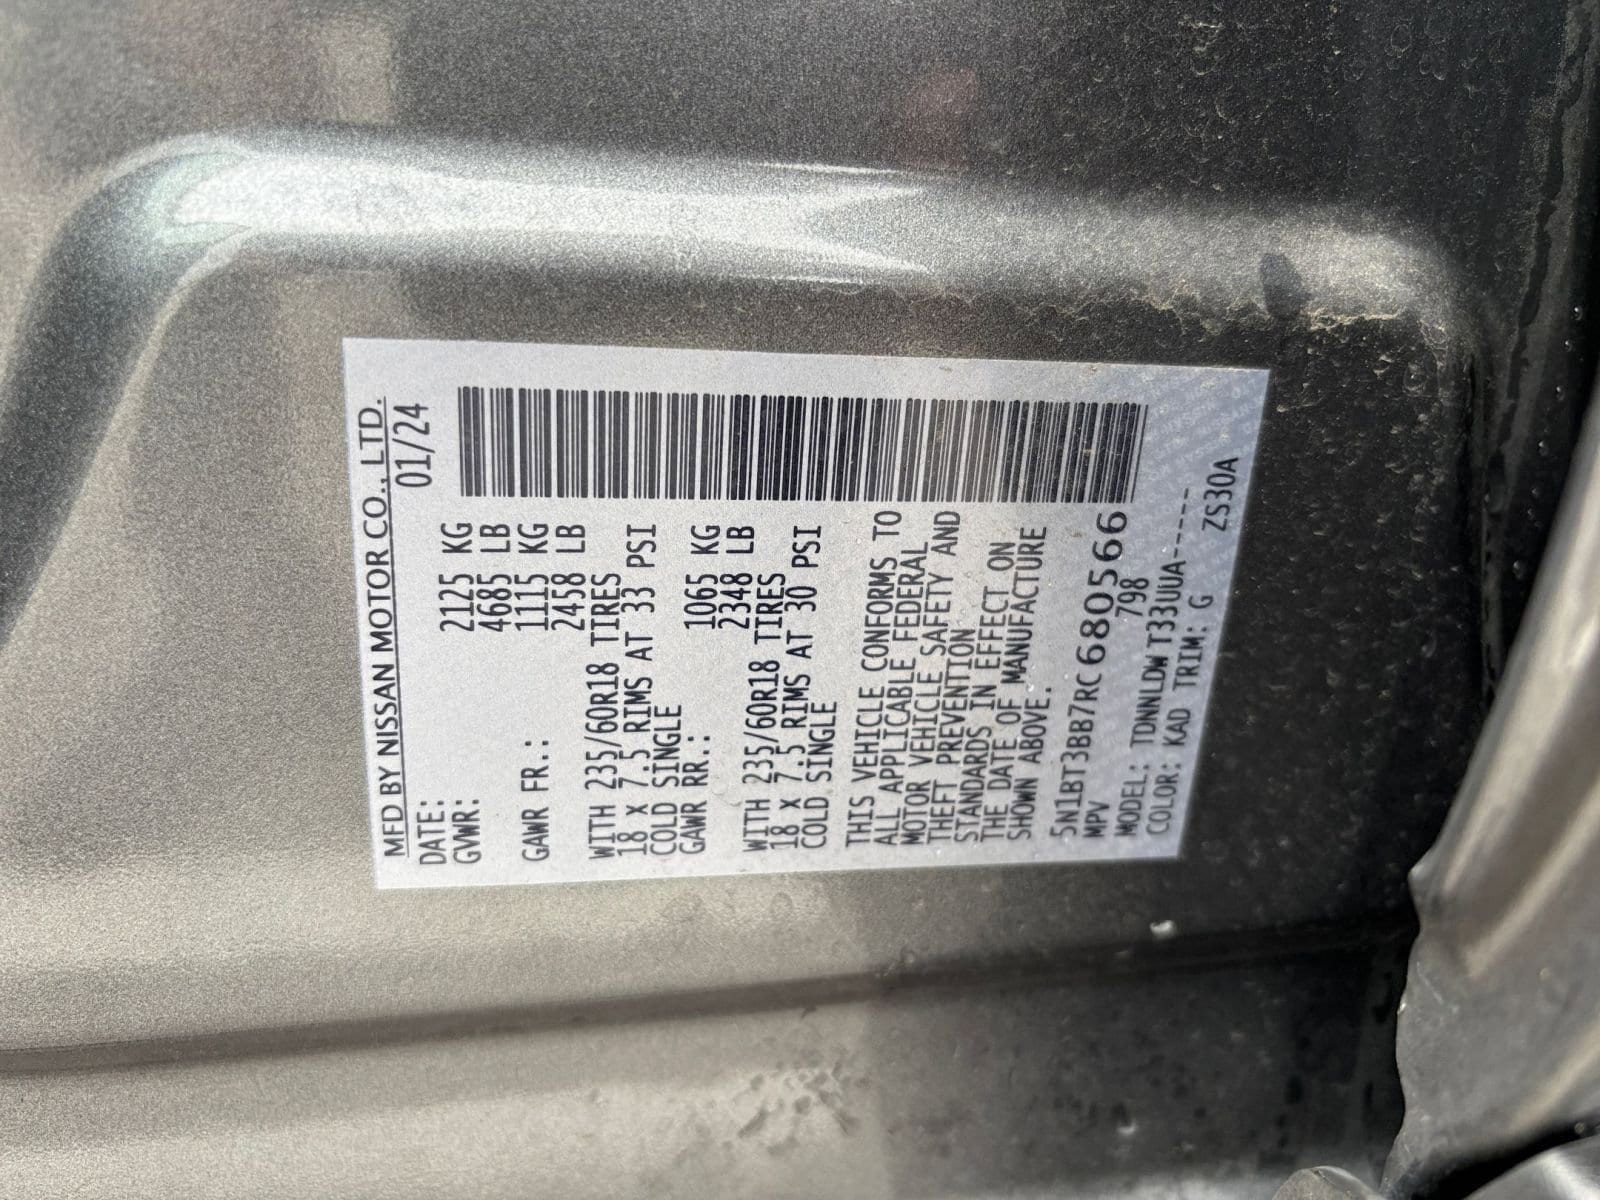 MFD BY NISSAN MOTOR CO., LTD.
DATE: 01/24
GVWR: 2125 KG
4685 LB
GAWR FR.: 1115 KG
2458 LB
WITH 235/60R18 TIRES
18 X 7.5 RIMS AT 33 PSI
COLD SINGLE
GAWR RR.: 1065 KG
2348 LB
WITH 235/60R18 TIRES
18 X 7.5 RIMS AT 30 PSI
COLD SINGLE
THIS VEHICLE CONFORMS TO
ALL APPLICABLE FEDERAL
MOTOR VEHICLE SAFETY AND
THEFT PREVENTION
STANDARDS IN EFFECT ON
THE DATE OF MANUFACTURE
SHOWN ABOVE.
5N1BT3BB7RC680566
MPV 798
MODEL: TDNNLDW T33UUA-----
COLOR: KAD TRIM: G ZS30A